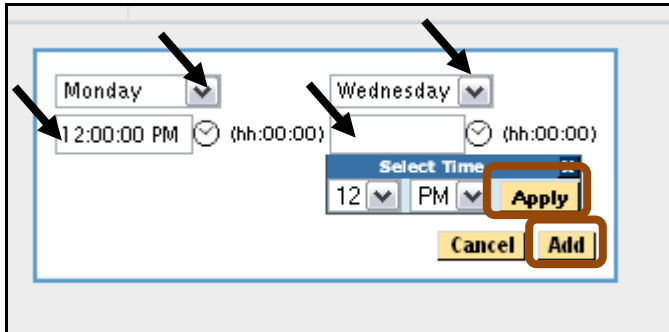 Monday Wednesday
12:00:00 PM (hh:00:00) (hh:00:00)
Select Time
12 PM Apply
Cancel Add